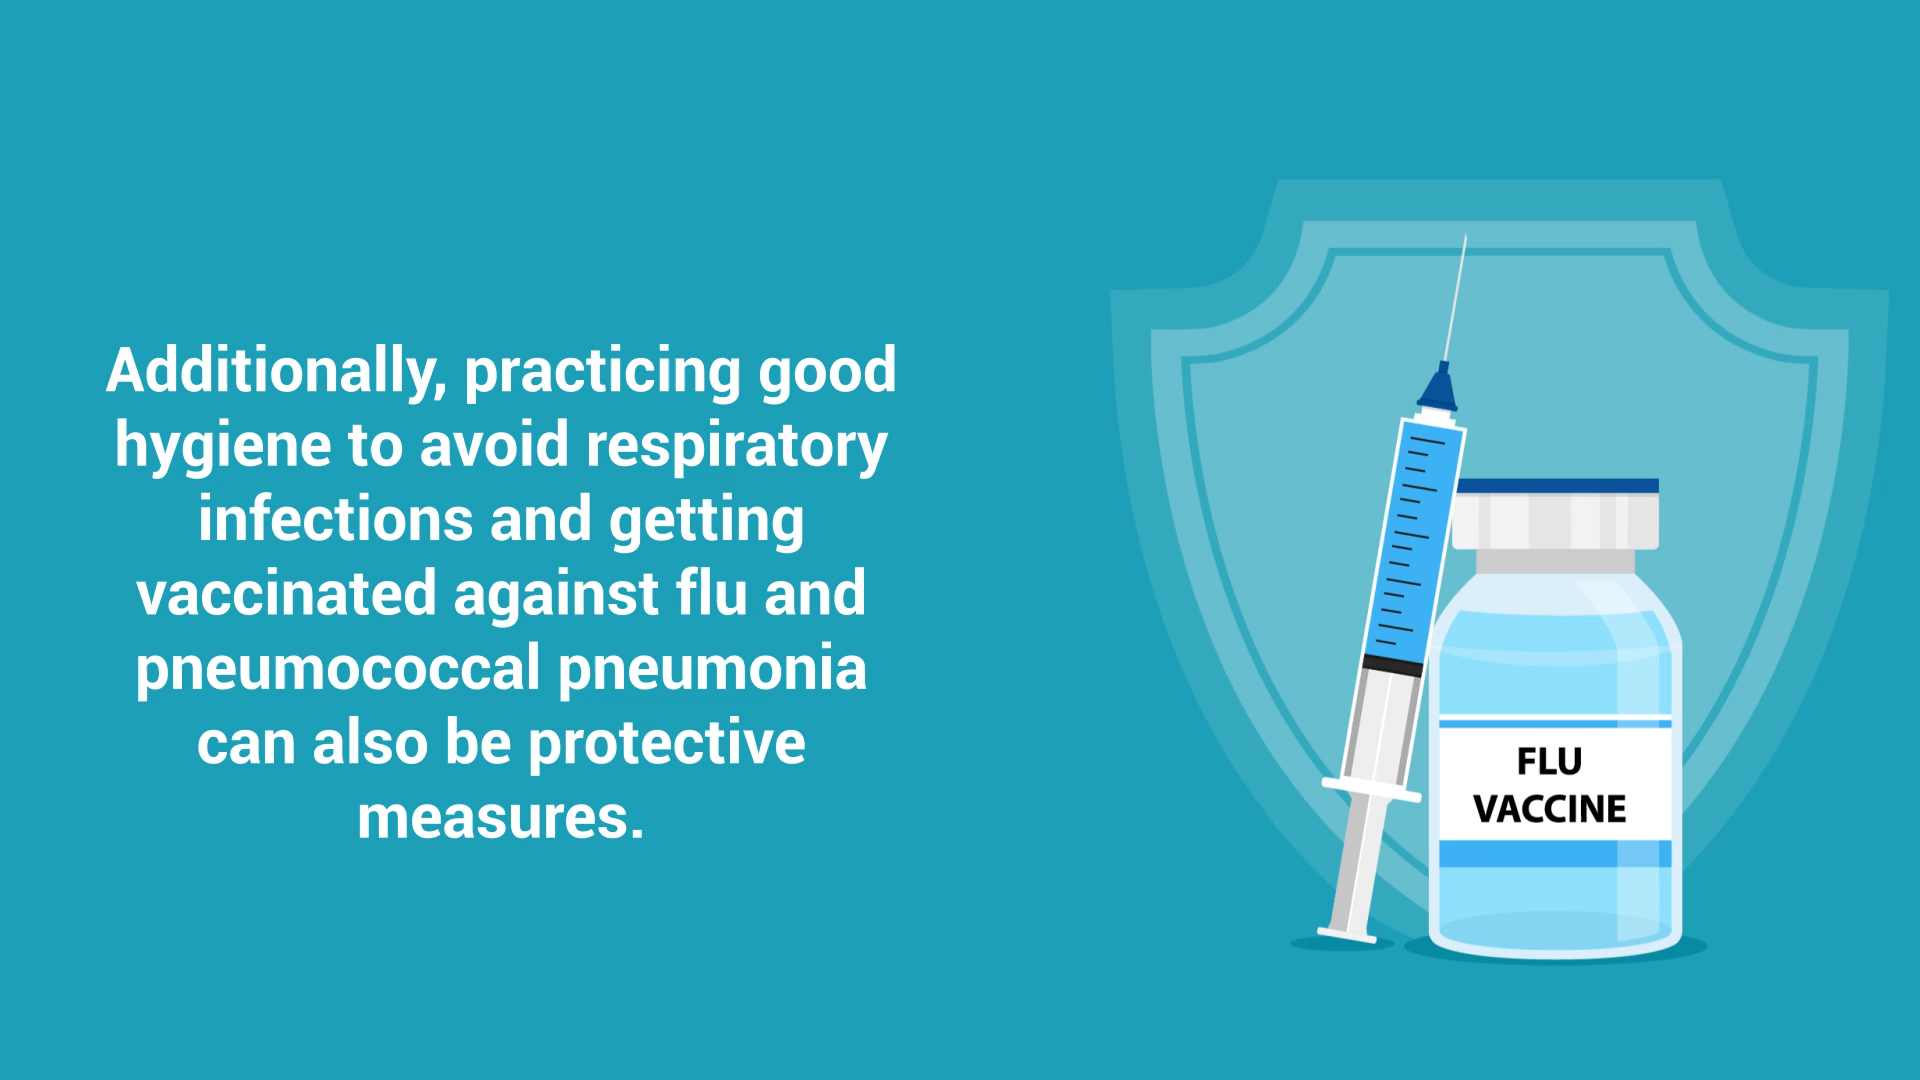 Additionally, practicing good
hygiene to avoid respiratory
infections and getting
vaccinated against flu and
pneumococcal pneumonia
can also be protective
measures.
FLU
VACCINE